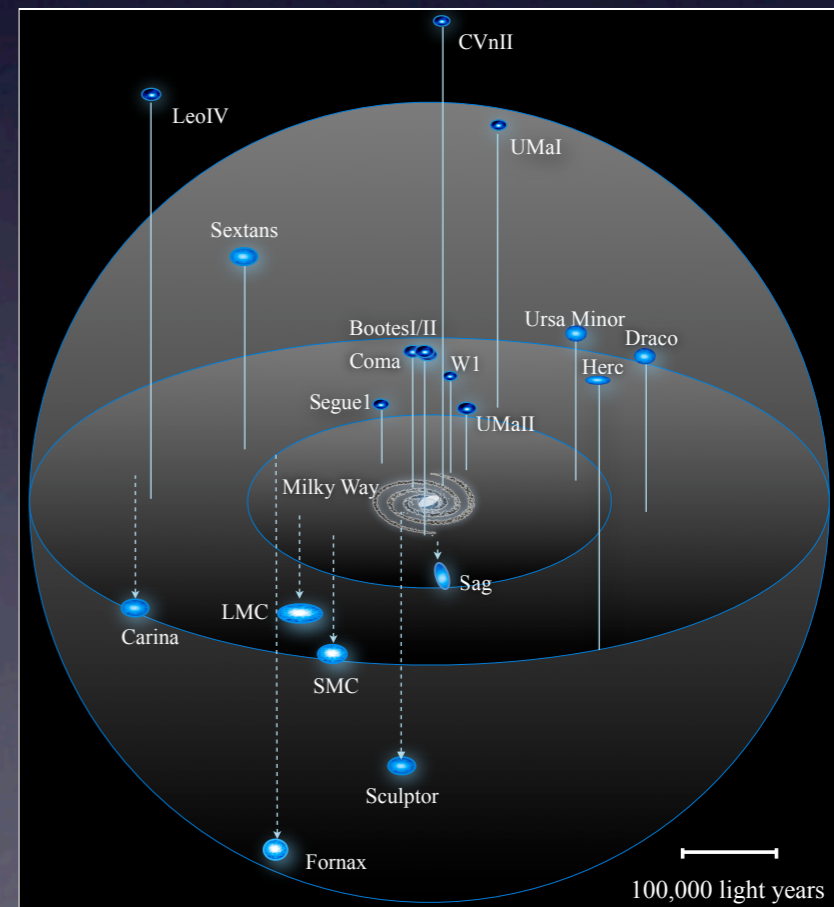 CVnII
LeoIV
UMaI
Sextans
Ursa Minor
BootesI/II
Draco
Coma
W1
Herc
Segue1
UMaII
Milky Way
Sag
LMC
Carina
SMC
Sculptor
Fornax
100,000 light years